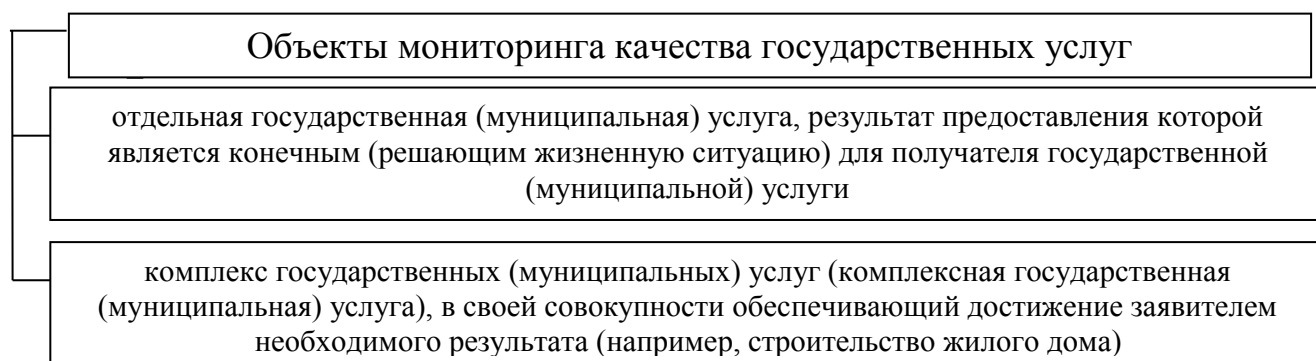 Объекты мониторинга качества государственных услуг
отдельная государственная (муниципальная) услуга, результат предоставления которой
является конечным (решающим жизненную ситуацию) для получателя государственной
(муниципальной) услуги
комплекс государственных (муниципальных) услуг (комплексная государственная
(муниципальная) услуга), в своей совокупности обеспечивающий достижение заявителем
необходимого результата (например, строительство жилого дома)